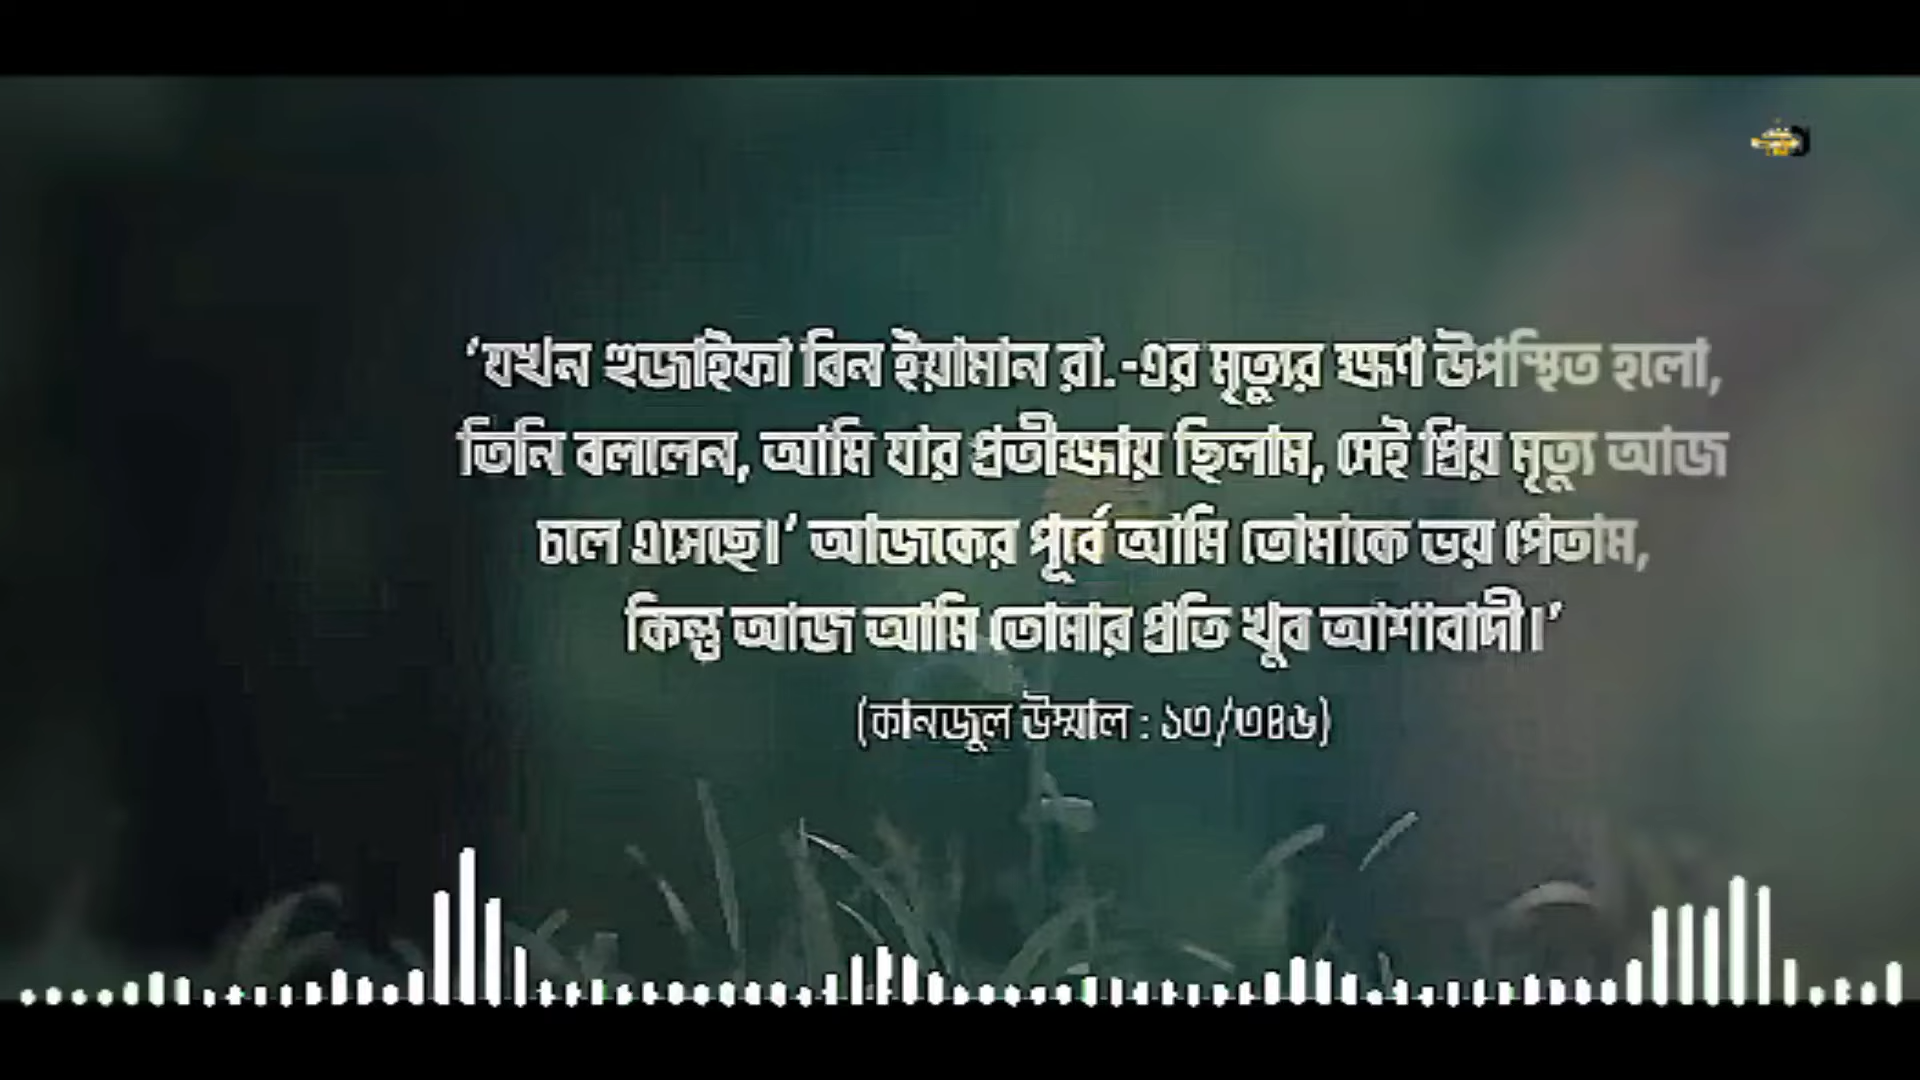 ‘যখন হুজাইফা বিন ইয়ামান রা.-এর মৃত্যুর ক্ষণ উপস্থিত হলো,
তিনি বললেন, আমি যার প্রতীক্ষায় ছিলাম, সেই প্রিয় মৃত্যু আজ
চলে এসেছে।’ আজকের পূর্বে আমি তোমাকে ভয় পেতাম,
কিন্তু আজ আমি তোমার প্রতি খুব আশাবাদী।’
(কানজুল উম্মাল : ১৩/৩৪৬)